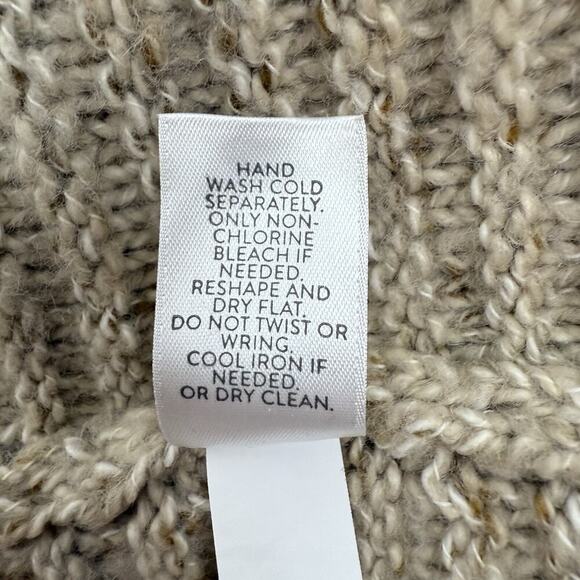 HAND
WASH COLD
SEPARATELY.
ONLY NON-
CHLORINE
BLEACH IF
NEEDED.
RESHAPE AND
DRY FLAT.
DO NOT TWIST OR
WRING.
COOL IRON IF
NEEDED.
OR DRY CLEAN.